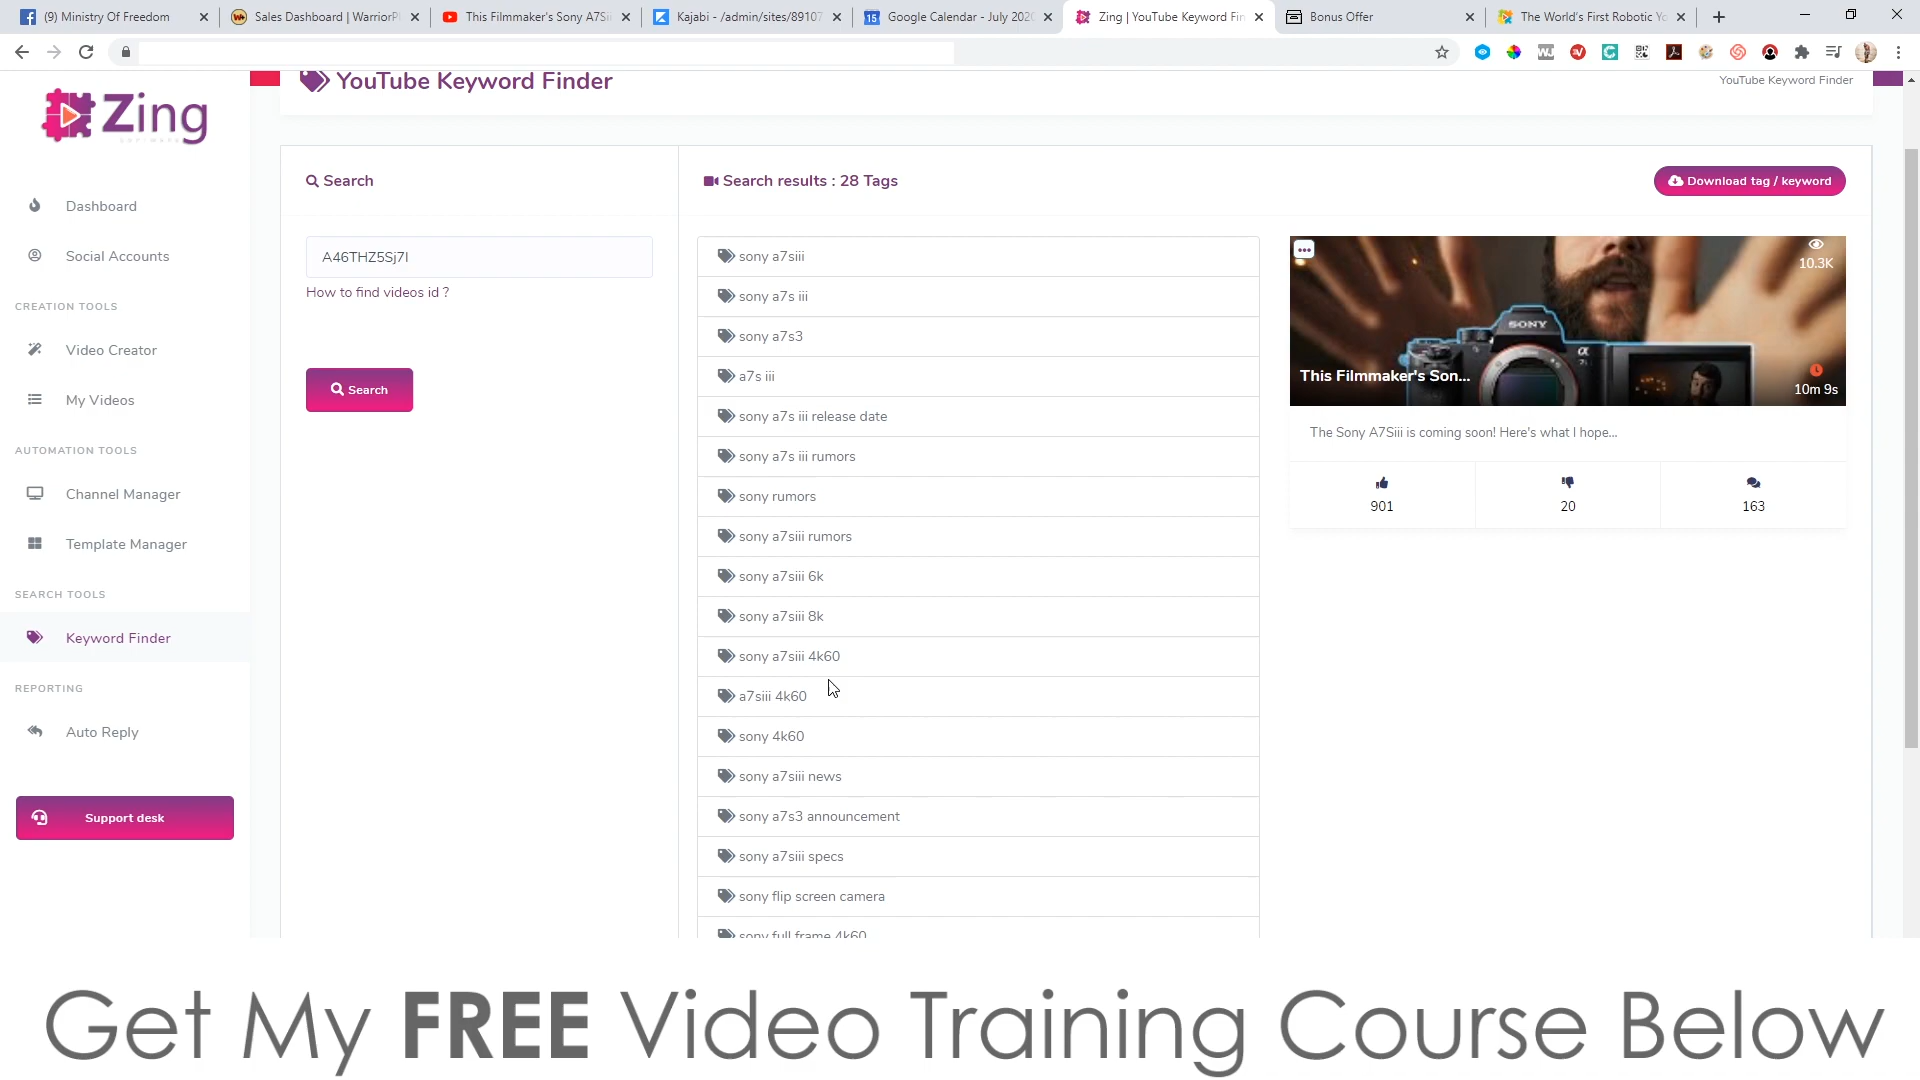 (9) Ministry Of Freedom
Sales Dashboard | WarriorP
This Filmmaker's Sony A7Si
Kajabi - /admin/sites/89107
Google Calendar - July 2020
Zing | YouTube Keyword Fin
Bonus Offer
The World's First Robotic Yo
Zing
YouTube Keyword Finder
YouTube Keyword Finder
Dashboard
Social Accounts
CREATION TOOLS
Video Creator
My Videos
AUTOMATION TOOLS
Channel Manager
Template Manager
SEARCH TOOLS
Keyword Finder
REPORTING
Auto Reply
Support desk
Search
A46THZ5Sj7I
How to find videos id ?
Search
Search results : 28 Tags
Download tag / keyword
sony a7siii
sony a7s iii
sony a7s3
a7s iii
sony a7s iii release date
sony a7s iii rumors
sony rumors
sony a7siii rumors
sony a7siii 6k
sony a7siii 8k
sony a7siii 4k60
a7siii 4k60
sony 4k60
sony a7siii news
sony a7s3 announcement
sony a7siii specs
sony flip screen camera
sony full frame 4k60
10.3K
SONY
This Filmmaker's Son...
10m 9s
The Sony A7Siii is coming soon! Here's what I hope...
901
20
163
Get My FREE Video Training Course Below